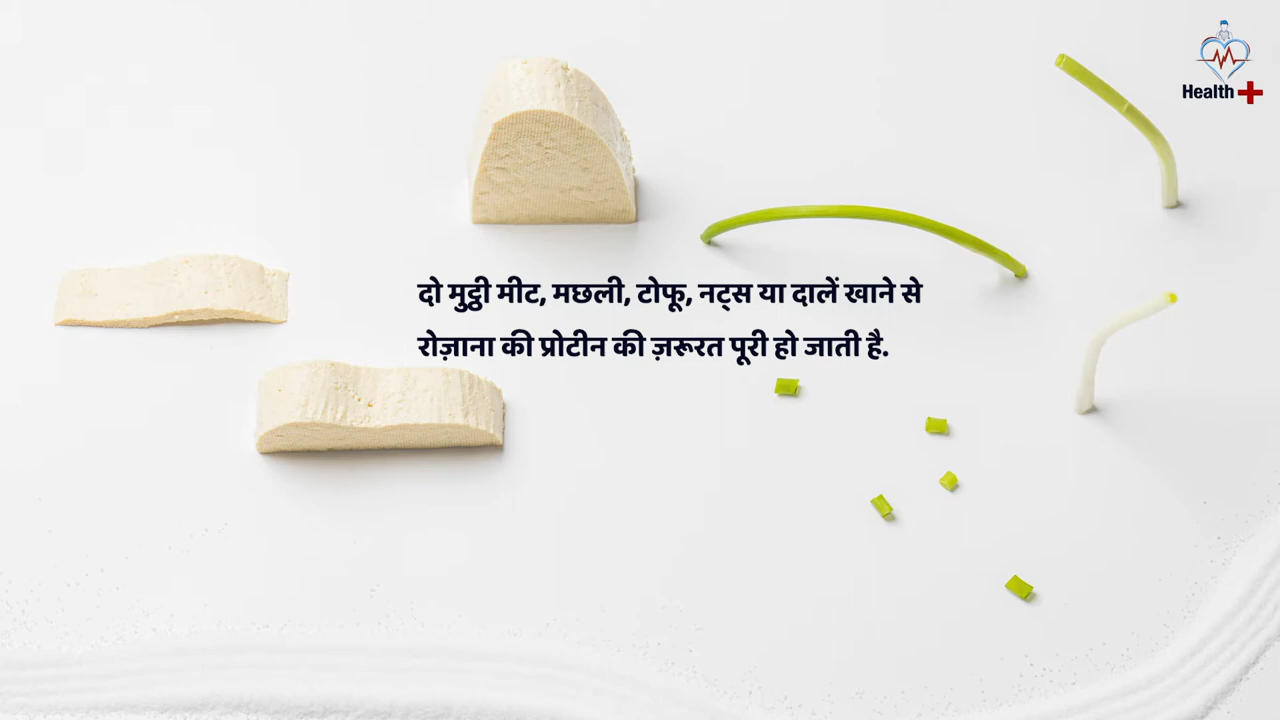 Health
दो मुट्ठी मीट, मछली, टोफू, नट्स या दालें खाने से
रोज़ाना की प्रोटीन की ज़रूरत पूरी हो जाती है.